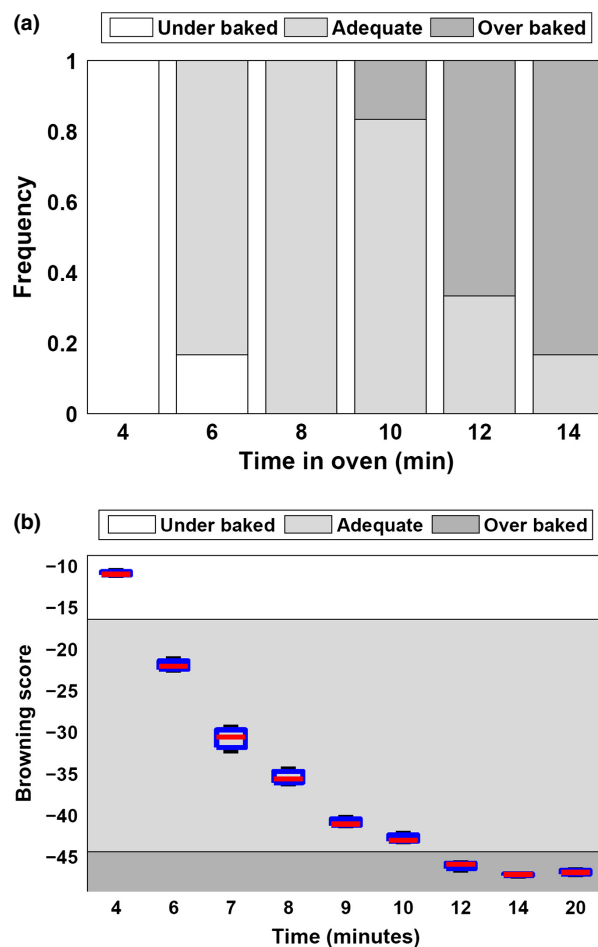 (a)
Under baked Adequate Over baked
1
0.8
0.6
0.4
0.2
0
Frequency
4 6 8 10 12 14
Time in oven (min)
(b)
Under baked Adequate Over baked
−10
−15
−20
−25
−30
−35
−40
−45
Browning score
4 6 7 8 9 10 12 14 20
Time (minutes)